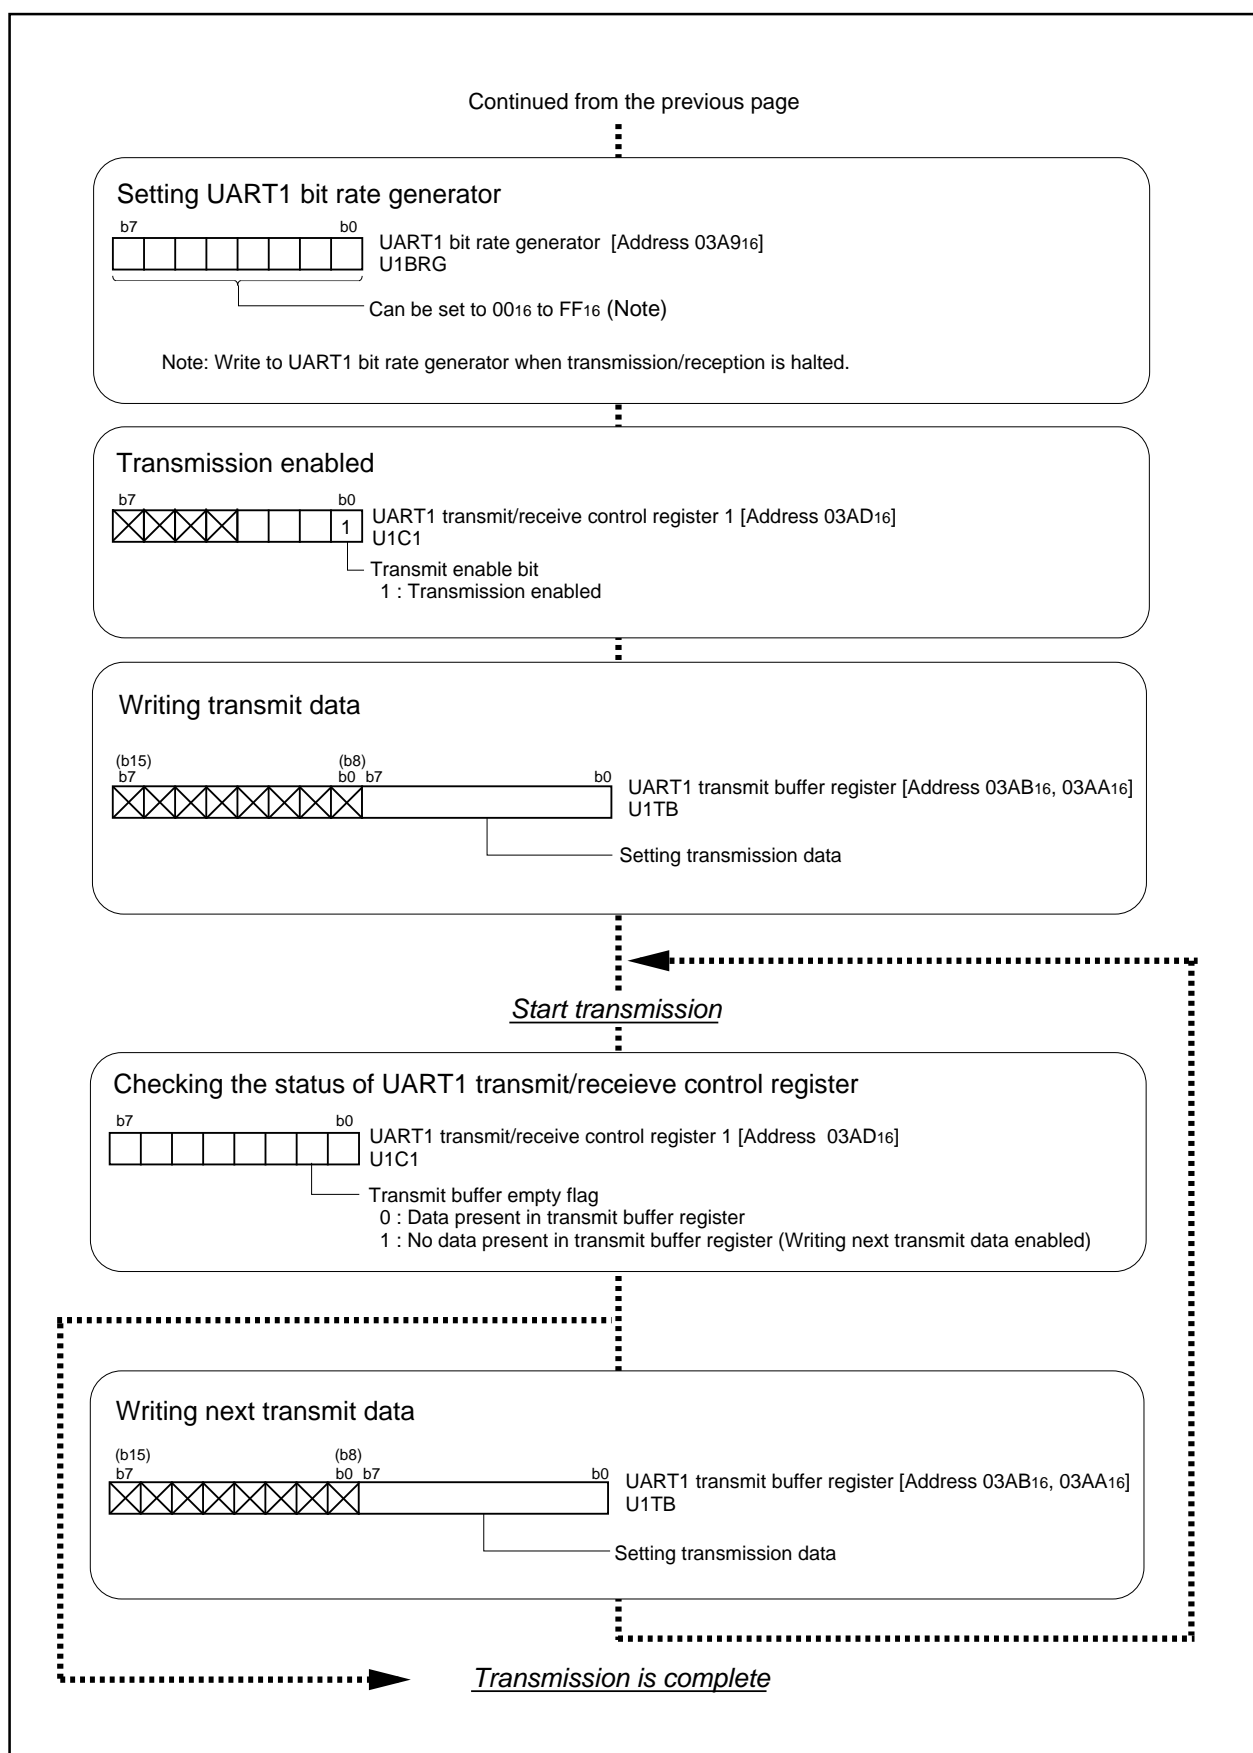 Continued from the previous page
Setting UART1 bit rate generator
b7 b0
UART1 bit rate generator [Address 03A916]
U1BRG
Can be set to 0016 to FF16 (Note)
Note: Write to UART1 bit rate generator when transmission/reception is halted.
Transmission enabled
b7 b0
1
UART1 transmit/receive control register 1 [Address 03AD16]
U1C1
Transmit enable bit
1 : Transmission enabled
Writing transmit data
(b15) (b8)
b7 b0 b7 b0
UART1 transmit buffer register [Address 03AB16, 03AA16]
U1TB
Setting transmission data
Start transmission
Checking the status of UART1 transmit/receieve control register
b7 b0
UART1 transmit/receive control register 1 [Address 03AD16]
U1C1
Transmit buffer empty flag
0 : Data present in transmit buffer register
1 : No data present in transmit buffer register (Writing next transmit data enabled)
Writing next transmit data
(b15) (b8)
b7 b0 b7 b0
UART1 transmit buffer register [Address 03AB16, 03AA16]
U1TB
Setting transmission data
Transmission is complete